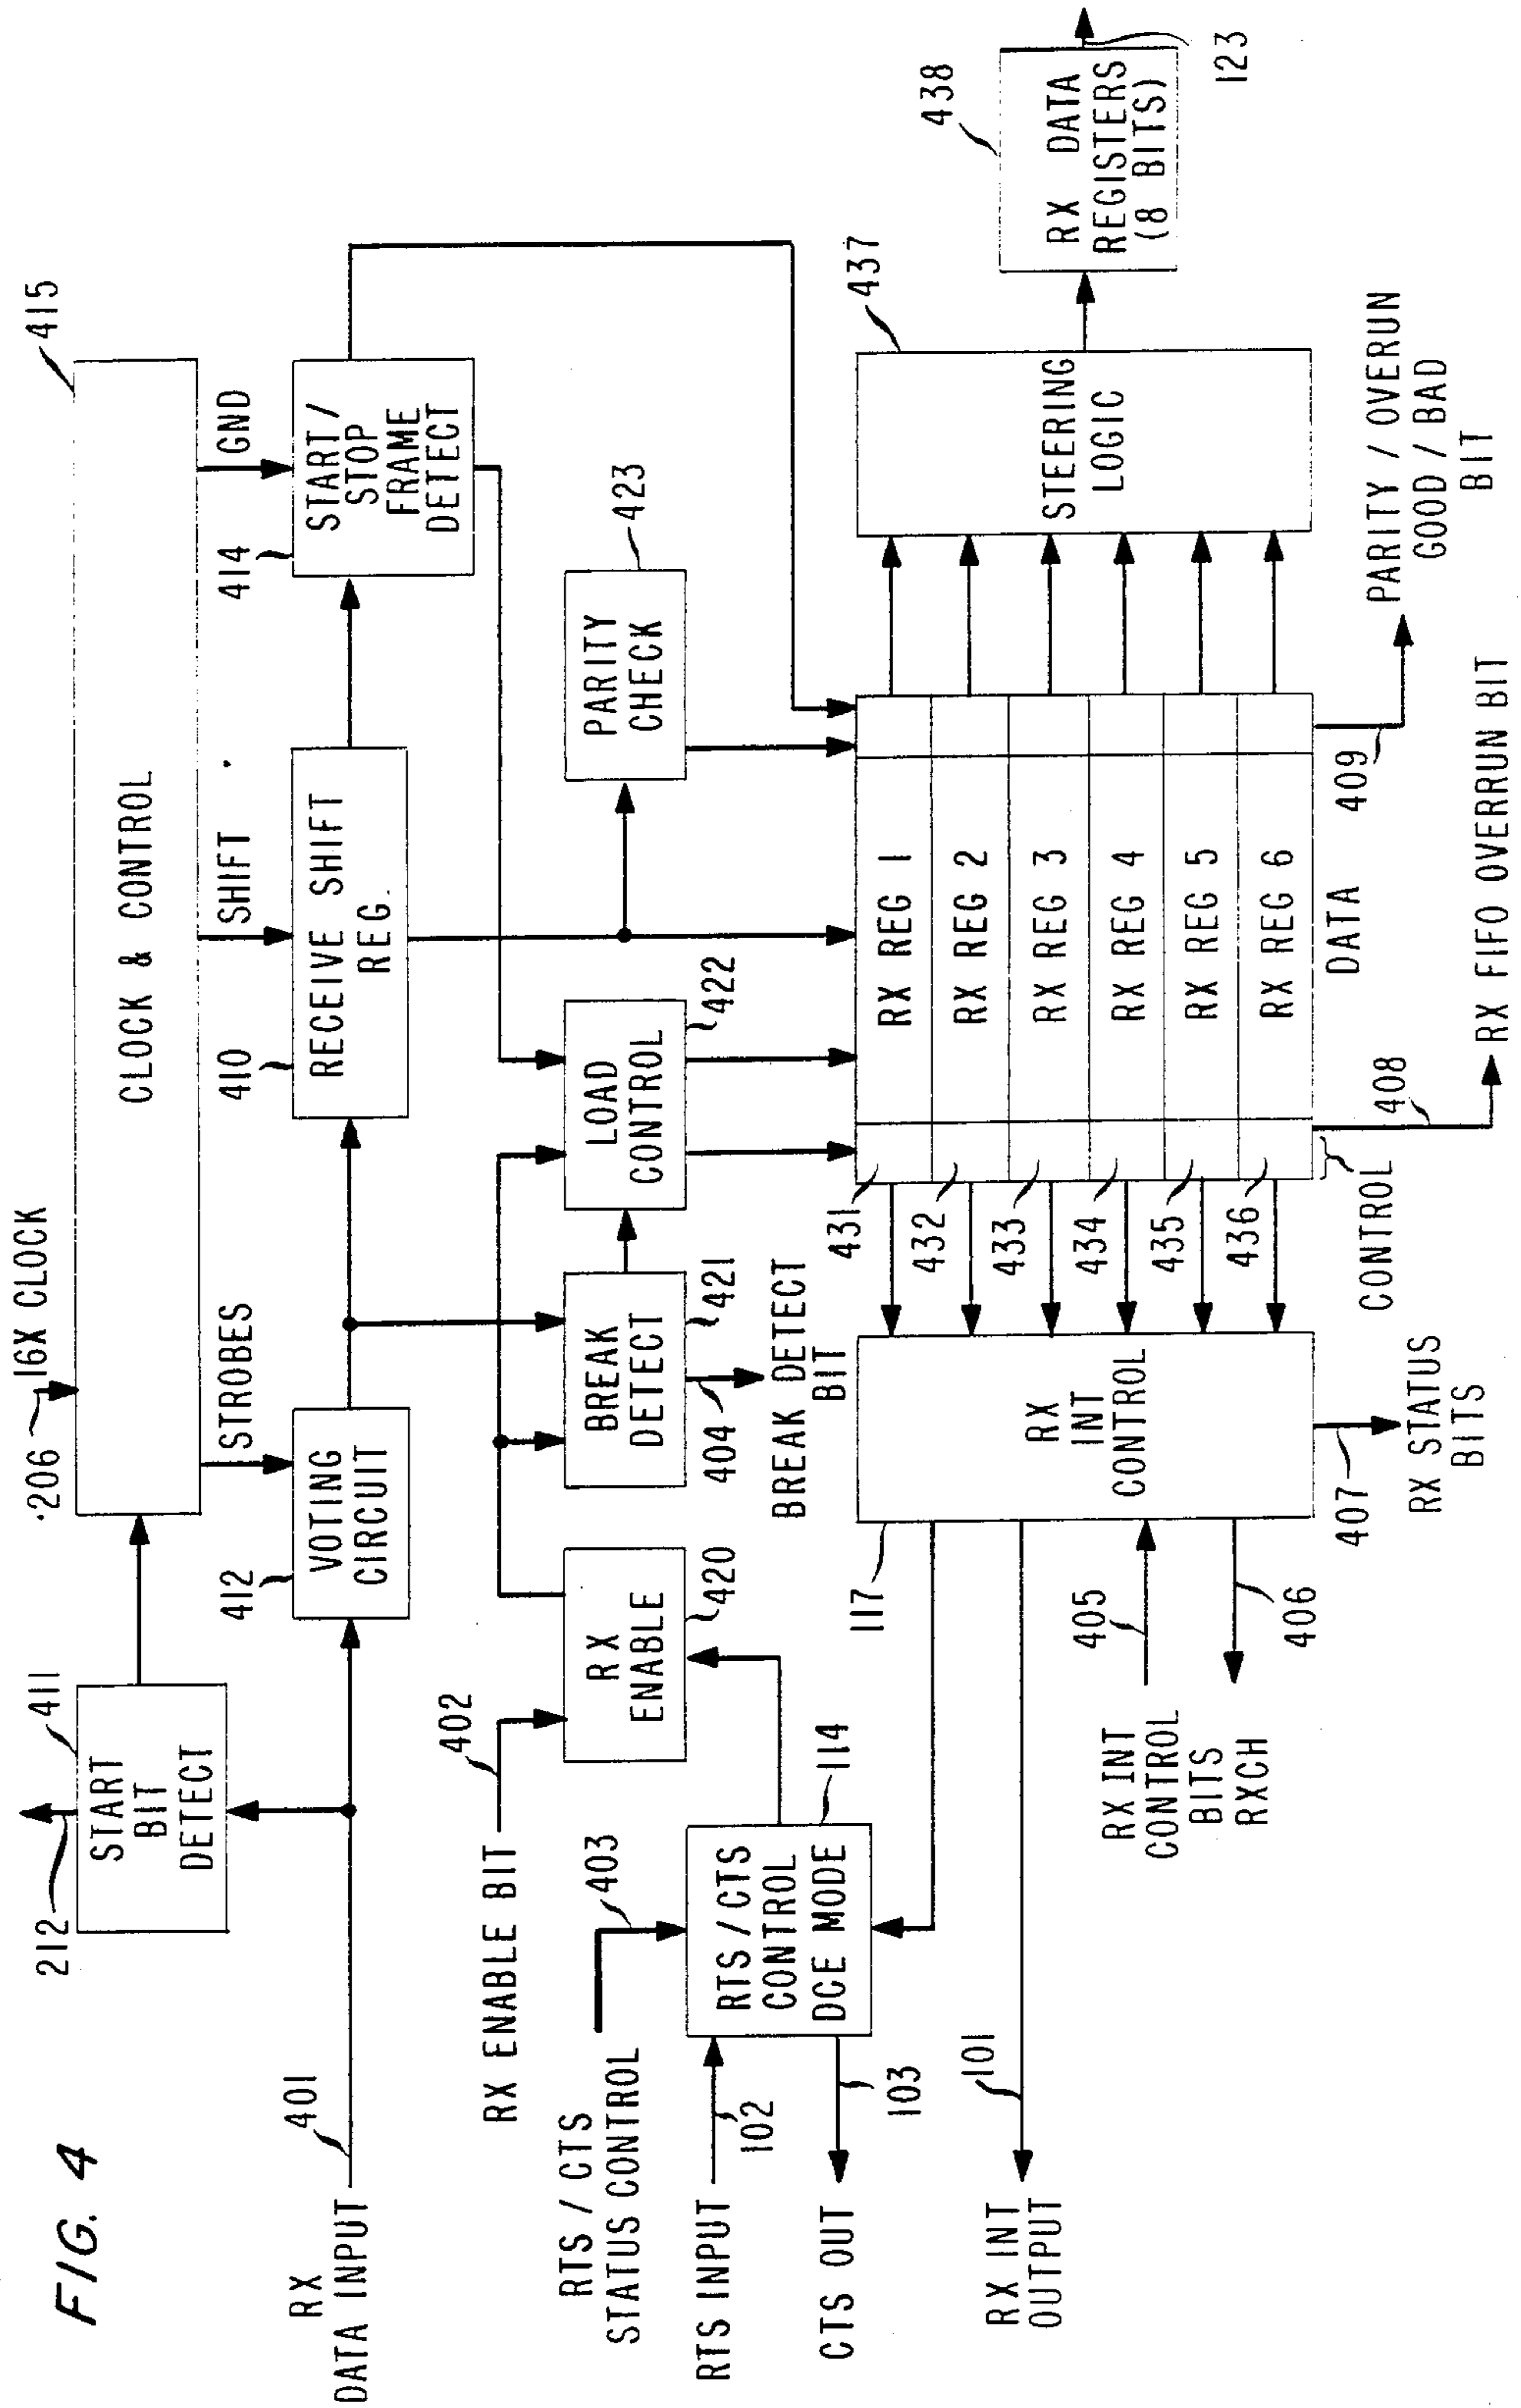 FIG. 4
206
16X CLOCK
415
CLOCK & CONTROL
212
411
START
BIT
DETECT
STROBES
SHIFT
GND
RX
DATA INPUT
401
412
VOTING
CIRCUIT
410
RECEIVE SHIFT
REG.
414
START/
STOP
FRAME
DETECT
RX ENABLE BIT
402
RX
ENABLE
420
BREAK
DETECT
421
404
BREAK DETECT
BIT
LOAD
CONTROL
422
PARITY
CHECK
423
RTS / CTS
STATUS CONTROL
403
RTS INPUT
102
RTS / CTS
CONTROL
DCE MODE
114
CTS OUT
103
RX INT
OUTPUT
101
117
RX
INT
CONTROL
405
RX INT
CONTROL
BITS
RXCH
406
407
RX STATUS
BITS
431
432
433
434
435
436
RX REG 1
RX REG 2
RX REG 3
RX REG 4
RX REG 5
RX REG 6
CONTROL
DATA
408
RX FIFO OVERRUN BIT
409
PARITY / OVERUN
GOOD / BAD
BIT
437
STEERING
LOGIC
438
RX DATA
REGISTERS
(8 BITS)
123